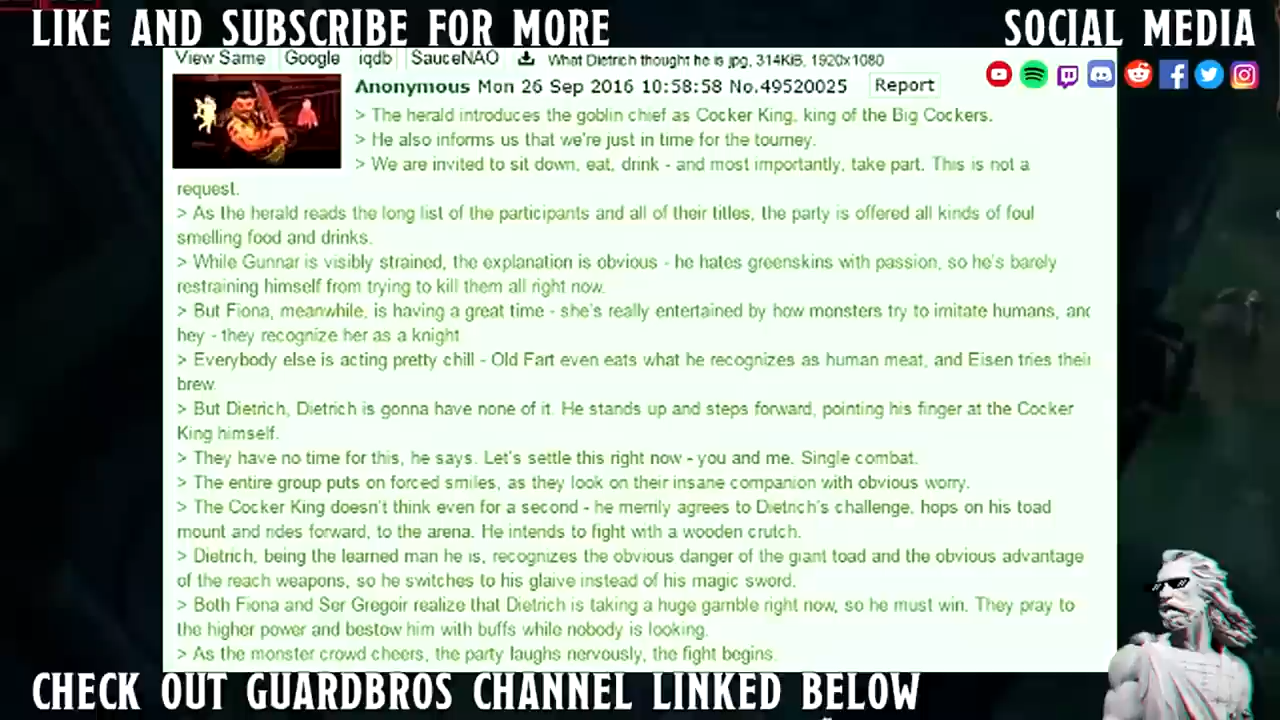 LIKE AND SUBSCRIBE FOR MORE
SOCIAL MEDIA
View Same Google iqdb SauceNAO What Dietrich thought he is.jpg, 314KiB, 1920x1080
Anonymous Mon 26 Sep 2016 10:58:58 No.49520025 Report
> The herald introduces the goblin chief as Cocker King, king of the Big Cockers.
> He also informs us that we're just in time for the tourney.
> We are invited to sit down, eat, drink - and most importantly, take part. This is not a
request.
> As the herald reads the long list of the participants and all of their titles, the party is offered all kinds of foul
smelling food and drinks.
> While Gunnar is visibly strained, the explanation is obvious - he hates greenskins with passion, so he's barely
restraining himself from trying to kill them all right now.
> But Fiona, meanwhile, is having a great time - she's really entertained by how monsters try to imitate humans, and
hey - they recognize her as a knight
> Everybody else is acting pretty chill - Old Fart even eats what he recognizes as human meat, and Eisen tries their
brew.
> But Dietrich, Dietrich is gonna have none of it. He stands up and steps forward, pointing his finger at the Cocker
King himself.
> They have no time for this, he says. Let's settle this right now - you and me. Single combat.
> The entire group puts on forced smiles, as they look on their insane companion with obvious worry.
> The Cocker King doesn't think even for a second - he merrily agrees to Dietrich's challenge, hops on his toad
mount and rides forward, to the arena. He intends to fight with a wooden crutch.
> Dietrich, being the learned man he is, recognizes the obvious danger of the giant toad and the obvious advantage
of the reach weapons, so he switches to his glaive instead of his magic sword.
> Both Fiona and Ser Gregoir realize that Dietrich is taking a huge gamble right now, so he must win. They pray to
the higher power and bestow him with buffs while nobody is looking.
> As the monster crowd cheers, the party laughs nervously, the fight begins.
CHECK OUT GUARDBROS CHANNEL LINKED BELOW